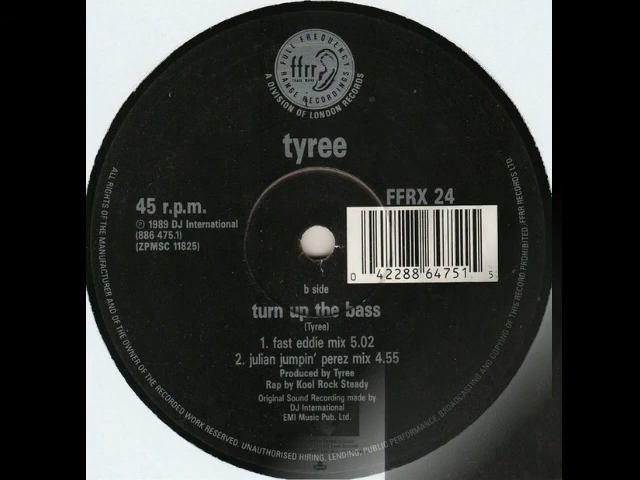 FULL FREQUENCY
ffrr
TRADE MARK
RANGE RECORDINGS
A DIVISION OF LONDON RECORDS
tyree
45 r.p.m.
FFRX 24
℗ 1989 DJ International
(886 475.1)
(ZPMSC 11825)
0 42288 64751 5
b side
turn up the bass
(Tyree)
1. fast eddie mix 5.02
2. julian jumpin' perez mix 4.55
Produced by Tyree
Rap by Kool Rock Steady
Original Sound Recording made by
DJ International
EMI Music Pub. Ltd.
ALL RIGHTS OF THE MANUFACTURER AND OF THE OWNER OF THE RECORDED WORK RESERVED. UNAUTHORISED HIRING, LENDING, PUBLIC PERFORMANCE, BROADCASTING AND COPYING OF THIS RECORD PROHIBITED. FFRR RECORDS LTD.